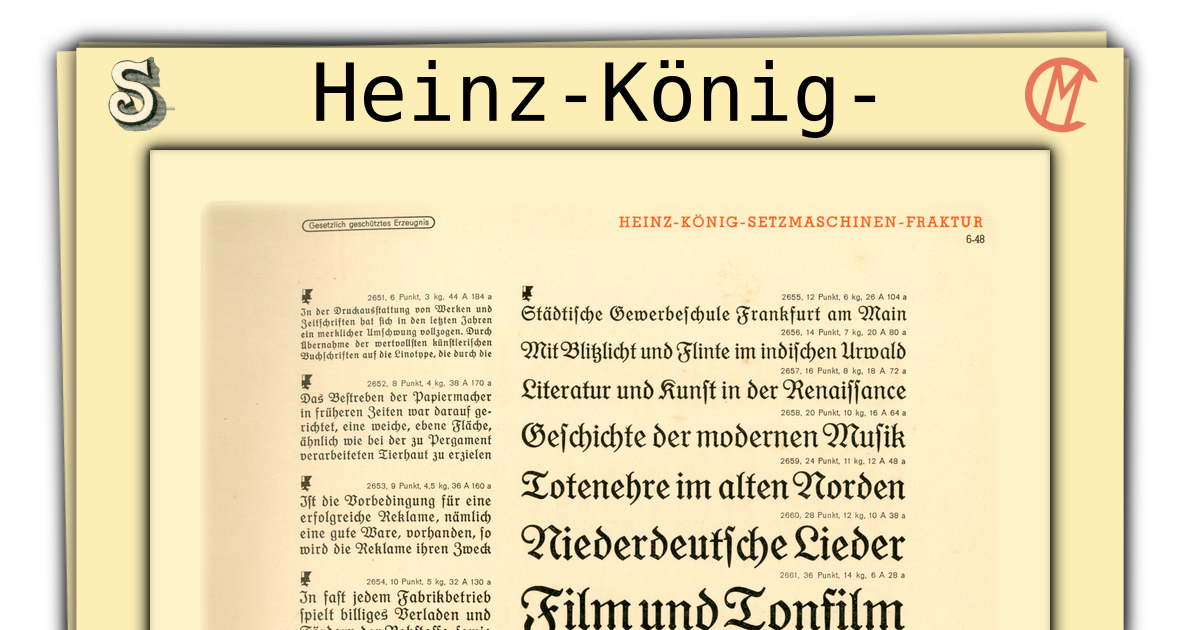 Heinz-König-
Gesetzlich geschütztes Erzeugnis
HEINZ-KÖNIG-SETZMASCHINEN-FRAKTUR
6-48
2651, 6 Punkt, 3 kg, 44 A 184 a
In der Druckausſtattung von Werken und
Zeitſchriften hat ſich in den letzten Jahren
ein merklicher Umſchwung vollzogen. Durch
Übernahme der wertvollſten künſtleriſchen
Buchſchriften auf die Linotype, die durch die
2652, 8 Punkt, 4 kg, 38 A 170 a
Das Beſtreben der Papiermacher
in früheren Zeiten war darauf ge-
richtet, eine weiche, ebene Fläche,
ähnlich wie bei der zu Pergament
verarbeiteten Tierhaut zu erzielen
2653, 9 Punkt, 4,5 kg, 36 A 160 a
Iſt die Vorbedingung für eine
erfolgreiche Reklame, nämlich
eine gute Ware, vorhanden, ſo
wird die Reklame ihren Zweck
2654, 10 Punkt, 5 kg, 32 A 130 a
In faſt jedem Fabrikbetrieb
ſpielt billiges Verladen und
2655, 12 Punkt, 6 kg, 26 A 104 a
Städtiſche Gewerbeſchule Frankfurt am Main
2656, 14 Punkt, 7 kg, 20 A 80 a
Mit Blitzlicht und Flinte im indiſchen Urwald
2657, 16 Punkt, 8 kg, 18 A 72 a
Literatur und Kunſt in der Renaiſſance
2658, 20 Punkt, 10 kg, 16 A 64 a
Geſchichte der modernen Muſik
2659, 24 Punkt, 11 kg, 12 A 48 a
Totenehre im alten Norden
2660, 28 Punkt, 12 kg, 10 A 38 a
Niederdeutſche Lieder
2661, 36 Punkt, 14 kg, 6 A 28 a
Film und Tonfilm